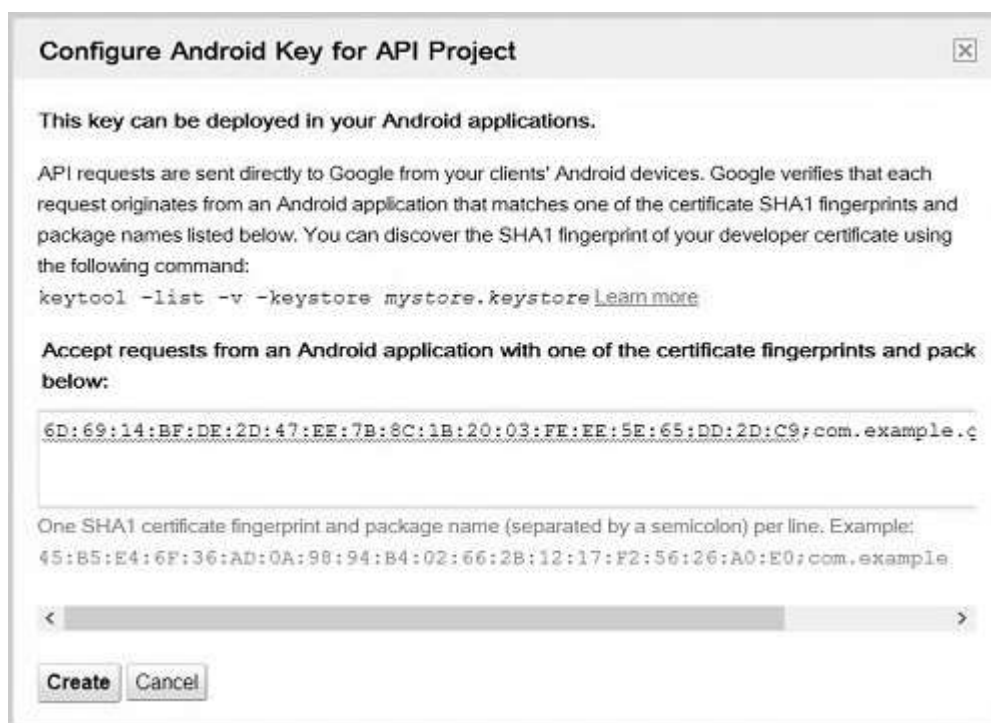 Configure Android Key for API Project
This key can be deployed in your Android applications.
API requests are sent directly to Google from your clients' Android devices. Google verifies that each
request originates from an Android application that matches one of the certificate SHA1 fingerprints and
package names listed below. You can discover the SHA1 fingerprint of your developer certificate using
the following command:
keytool -list -v -keystore mystore.keystore Learn more
Accept requests from an Android application with one of the certificate fingerprints and pack
below:
6D:69:14:BF:DE:2D:47:EE:7B:8C:1B:20:03:FE:EE:5E:65:DD:2D:C9;com.example.g
One SHA1 certificate fingerprint and package name (separated by a semicolon) per line. Example:
45:B5:E4:6F:36:AD:0A:98:94:B4:02:66:2B:12:17:F2:56:26:A0:E0;com.example
Create Cancel